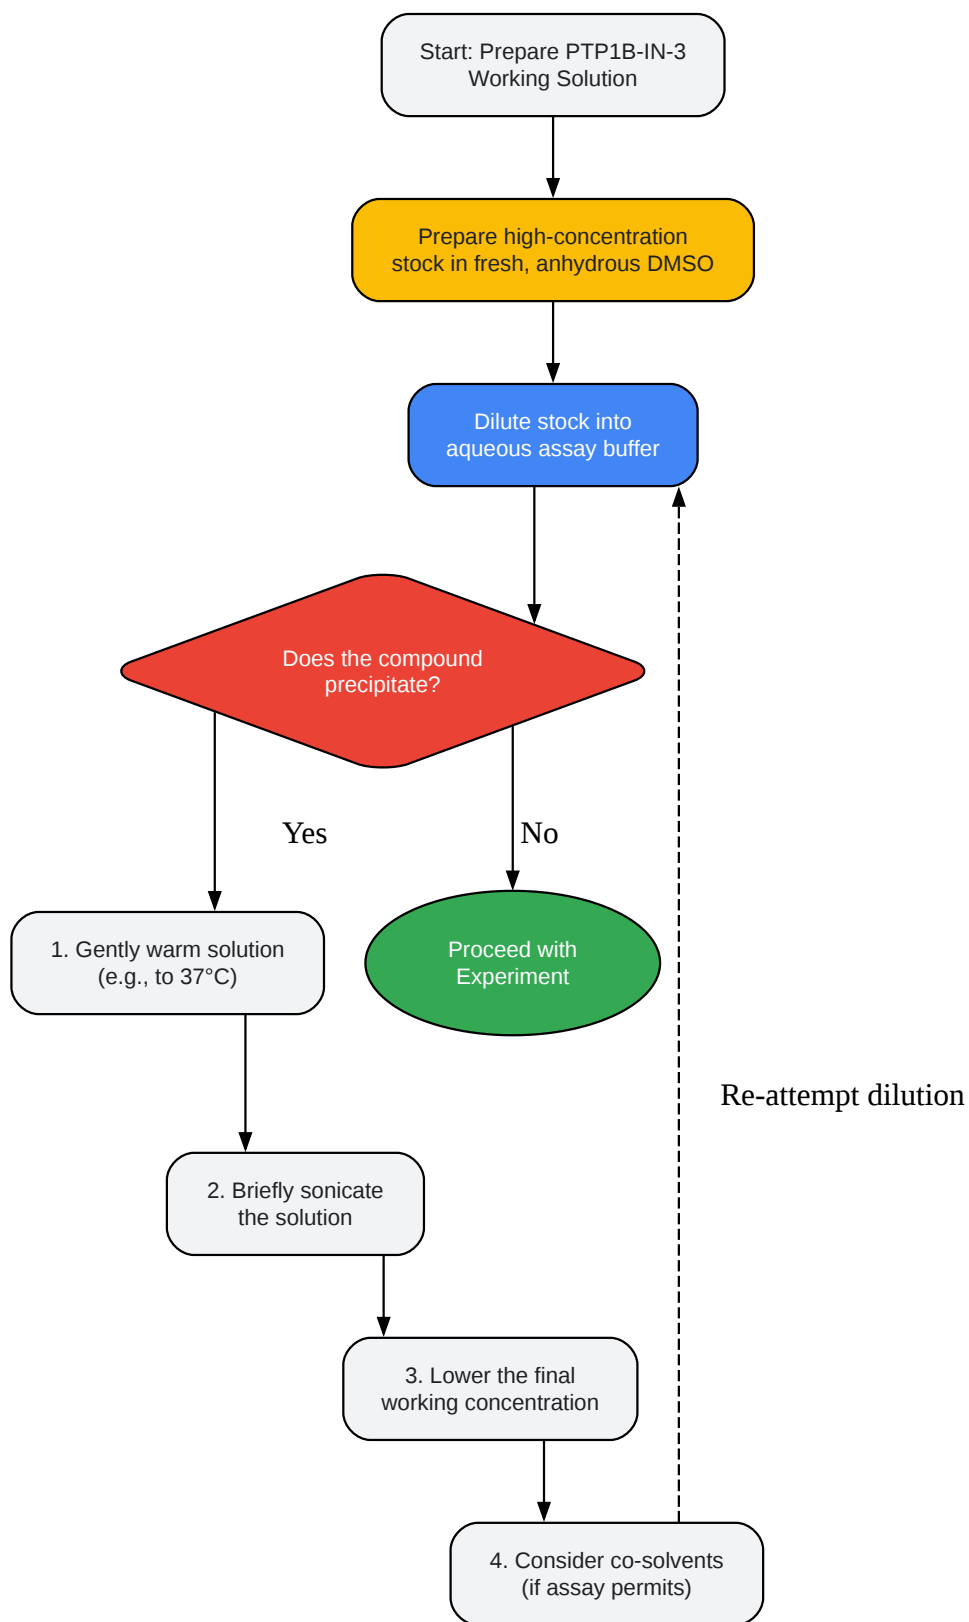 Start: Prepare PTP1B-IN-3
Working Solution
Prepare high-concentration
stock in fresh, anhydrous DMSO
Dilute stock into
aqueous assay buffer
Does the compound
precipitate?
Yes
No
1. Gently warm solution
(e.g., to 37°C)
Proceed with
Experiment
Re-attempt dilution
2. Briefly sonicate
the solution
3. Lower the final
working concentration
4. Consider co-solvents
(if assay permits)